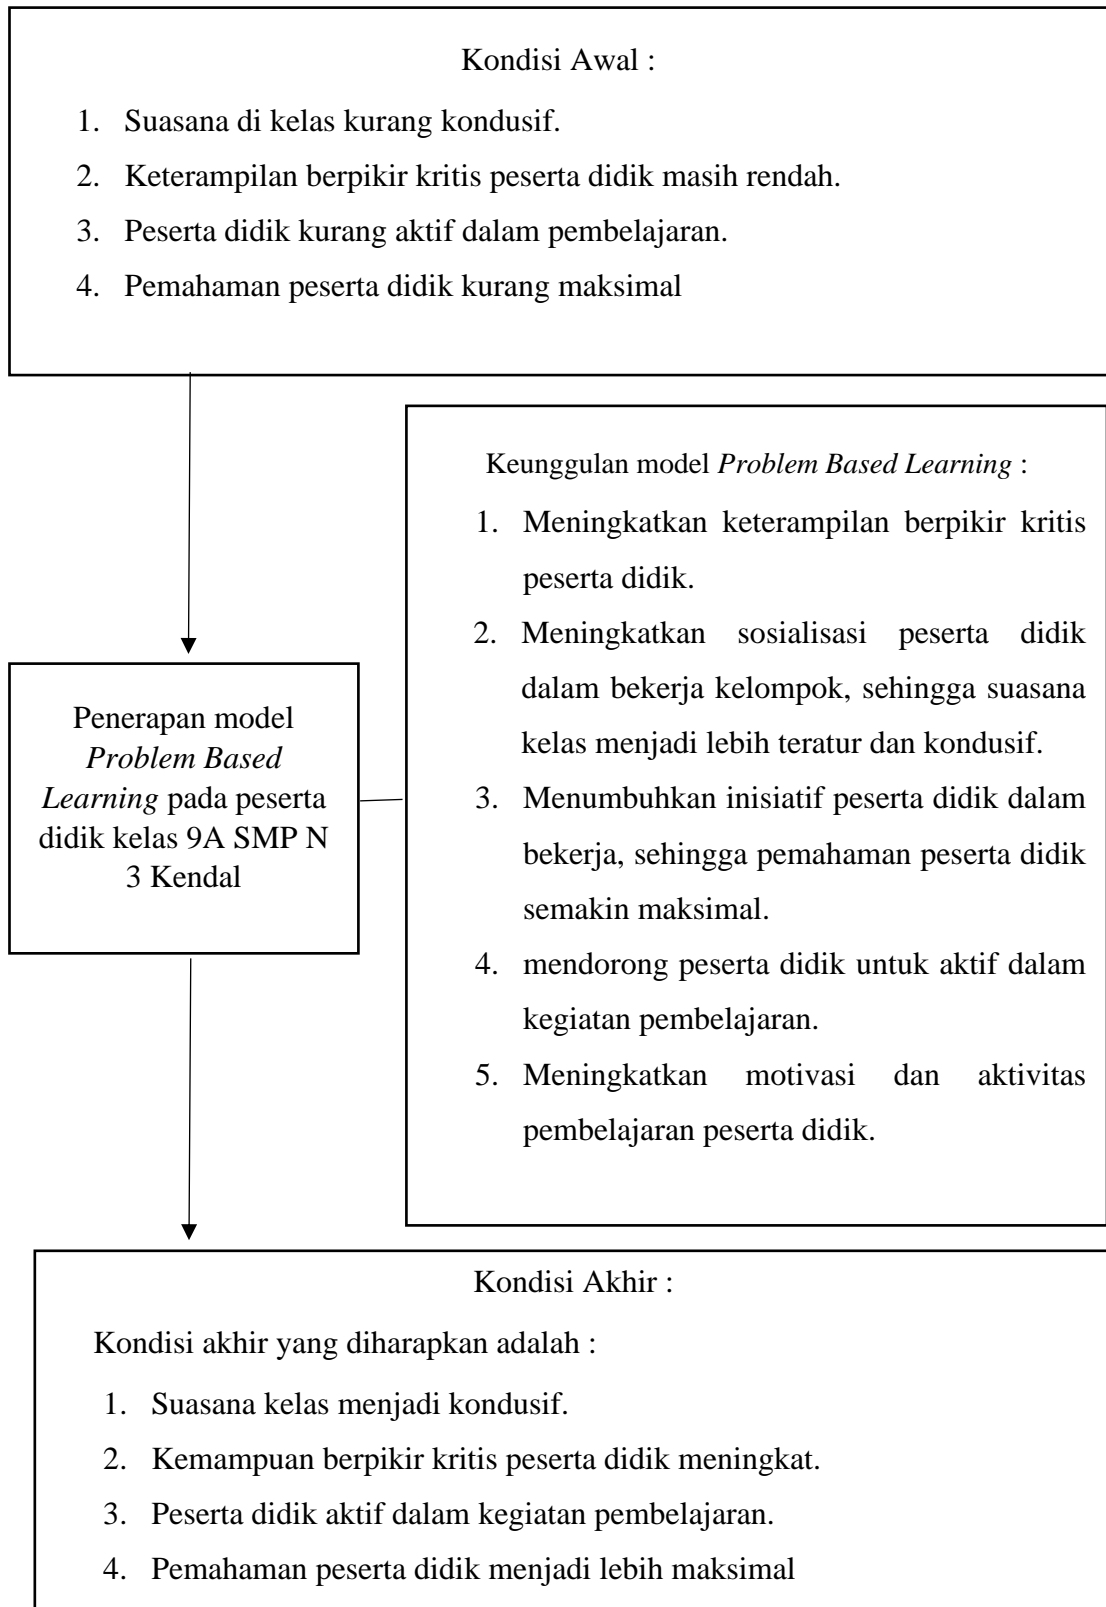 Kondisi Awal :
1. Suasana di kelas kurang kondusif.
2. Keterampilan berpikir kritis peserta didik masih rendah.
3. Peserta didik kurang aktif dalam pembelajaran.
4. Pemahaman peserta didik kurang maksimal
Keunggulan model Problem Based Learning :
1. Meningkatkan keterampilan berpikir kritis
peserta didik.
2. Meningkatkan sosialisasi peserta didik
dalam bekerja kelompok, sehingga suasana
kelas menjadi lebih teratur dan kondusif.
3. Menumbuhkan inisiatif peserta didik dalam
bekerja, sehingga pemahaman peserta didik
semakin maksimal.
4. mendorong peserta didik untuk aktif dalam
kegiatan pembelajaran.
5. Meningkatkan motivasi dan aktivitas
pembelajaran peserta didik.
Penerapan model
Problem Based
Learning pada peserta
didik kelas 9A SMP N
3 Kendal
Kondisi Akhir :
Kondisi akhir yang diharapkan adalah :
1. Suasana kelas menjadi kondusif.
2. Kemampuan berpikir kritis peserta didik meningkat.
3. Peserta didik aktif dalam kegiatan pembelajaran.
4. Pemahaman peserta didik menjadi lebih maksimal